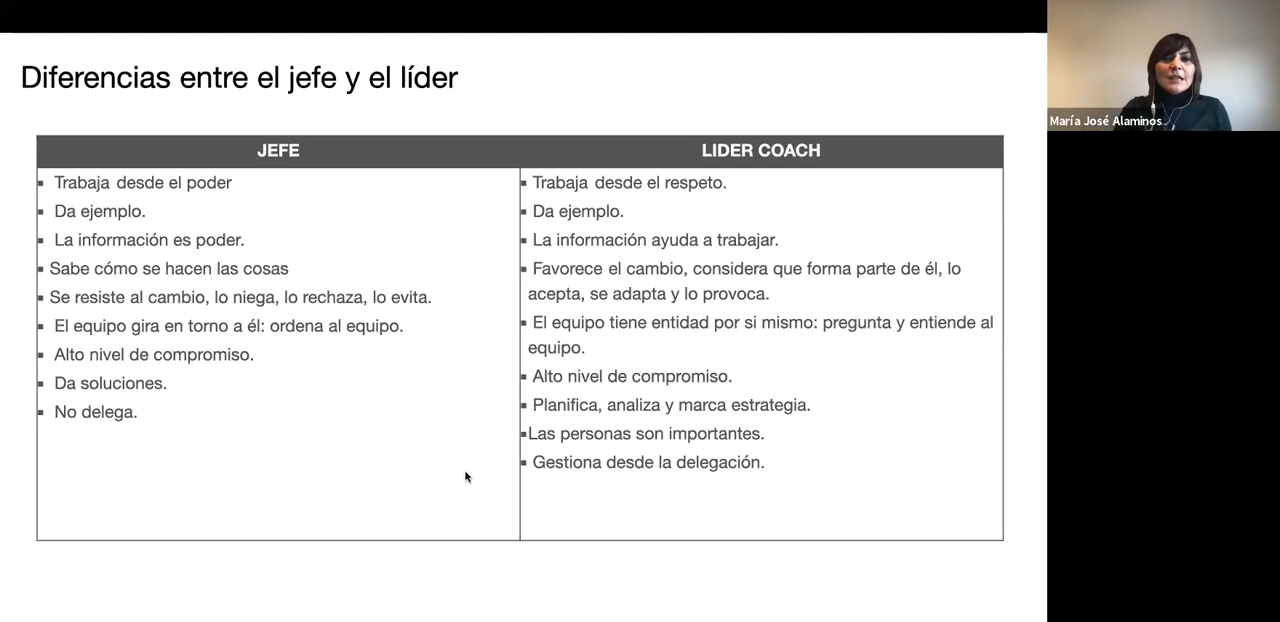 Diferencias entre el jefe y el líder
JEFE
Trabaja desde el poder
Da ejemplo.
La información es poder.
Sabe cómo se hacen las cosas
Se resiste al cambio, lo niega, lo rechaza, lo evita.
El equipo gira en torno a él: ordena al equipo.
Alto nivel de compromiso.
Da soluciones.
No delega.
LIDER COACH
Trabaja desde el respeto.
Da ejemplo.
La información ayuda a trabajar.
Favorece el cambio, considera que forma parte de él, lo
acepta, se adapta y lo provoca.
El equipo tiene entidad por si mismo: pregunta y entiende al
equipo.
Alto nivel de compromiso.
Planifica, analiza y marca estrategia.
Las personas son importantes.
Gestiona desde la delegación.
María José Alaminos